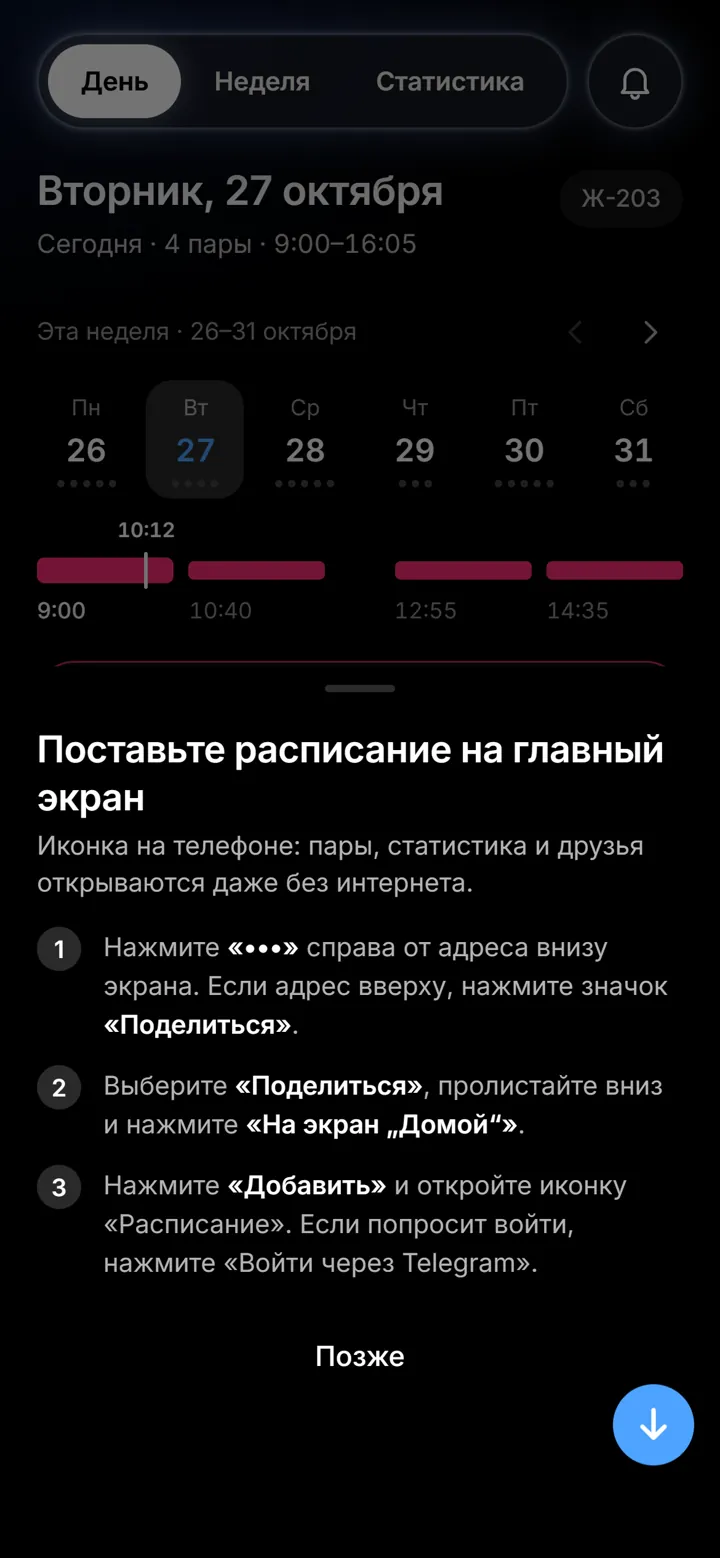 День Неделя Статистика
Вторник, 27 октября
Ж-203
Сегодня · 4 пары · 9:00–16:05
Эта неделя · 26–31 октября
Пн Вт Ср Чт Пт Сб
26 27 28 29 30 31
10:12
9:00 10:40 12:55 14:35
Поставьте расписание на главный
экран
Иконка на телефоне: пары, статистика и друзья
открываются даже без интернета.
1 Нажмите «•••» справа от адреса внизу
экрана. Если адрес вверху, нажмите значок
«Поделиться».
2 Выберите «Поделиться», пролистайте вниз
и нажмите «На экран „Домой“».
3 Нажмите «Добавить» и откройте иконку
«Расписание». Если попросит войти,
нажмите «Войти через Telegram».
Позже